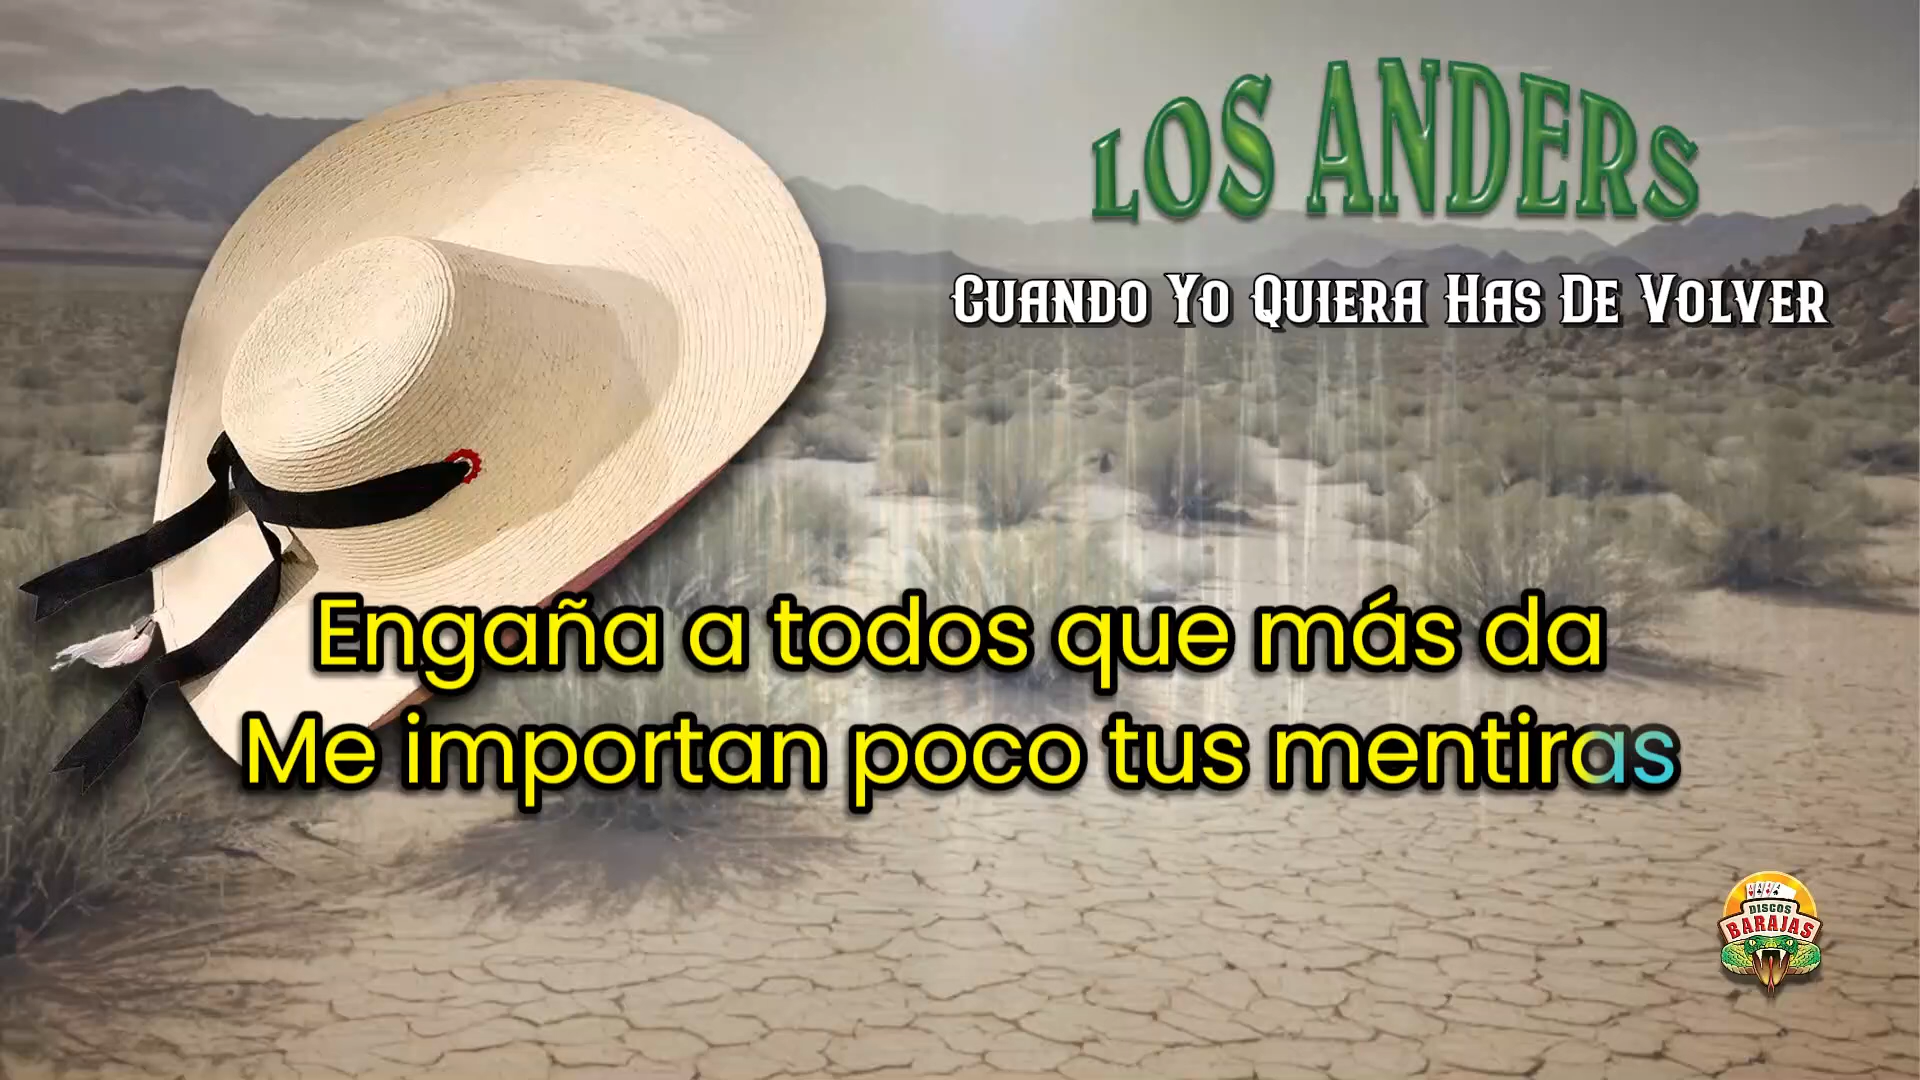 LOS ANDERS
Cuando Yo Quiera Has De Volver
Engaña a todos que más da
Me importan poco tus mentiras
DISCOS
BARAJAS